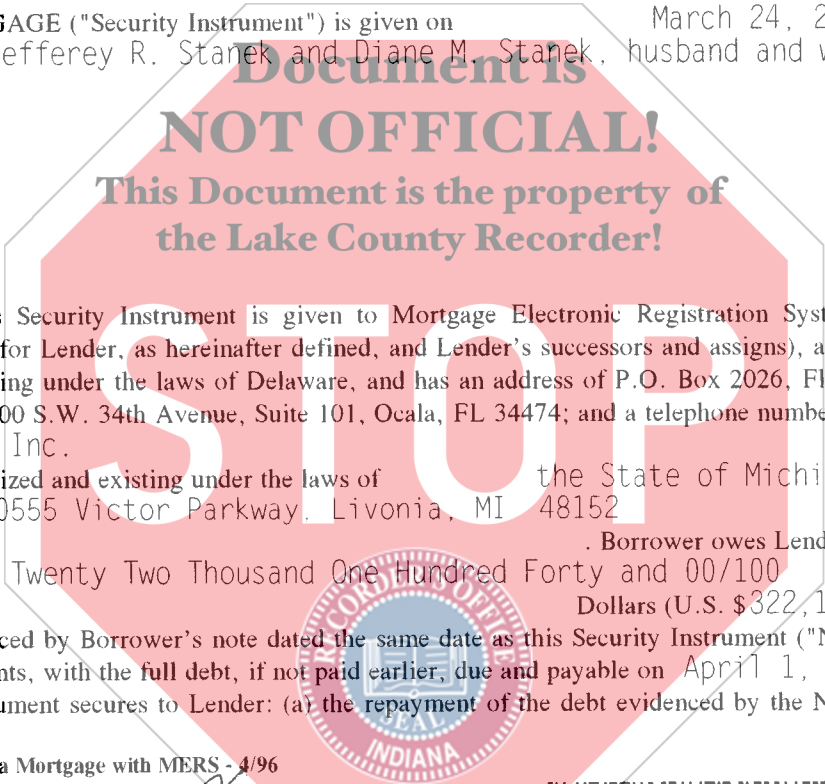 GAGE ("Security Instrument") is given on March 24, 2
efferey R. Stanek and Diane M. Stanek, husband and w
Document is
NOT OFFICIAL!
This Document is the property of
the Lake County Recorder!
s Security Instrument is given to Mortgage Electronic Registration Syst
for Lender, as hereinafter defined, and Lender's successors and assigns), a
ing under the laws of Delaware, and has an address of P.O. Box 2026, Fl
00 S.W. 34th Avenue, Suite 101, Ocala, FL 34474; and a telephone numbe
Inc.
STOP
ized and existing under the laws of the State of Michi
0555 Victor Parkway, Livonia, MI 48152
. Borrower owes Lend
Twenty Two Thousand One Hundred Forty and 00/100
Dollars (U.S. $322,1
ced by Borrower's note dated the same date as this Security Instrument ("N
nts, with the full debt, if not paid earlier, due and payable on April 1,
ument secures to Lender: (a) the repayment of the debt evidenced by the N
RECORDER'S OFFICE
SEAL
INDIANA
a Mortgage with MERS - 4/96